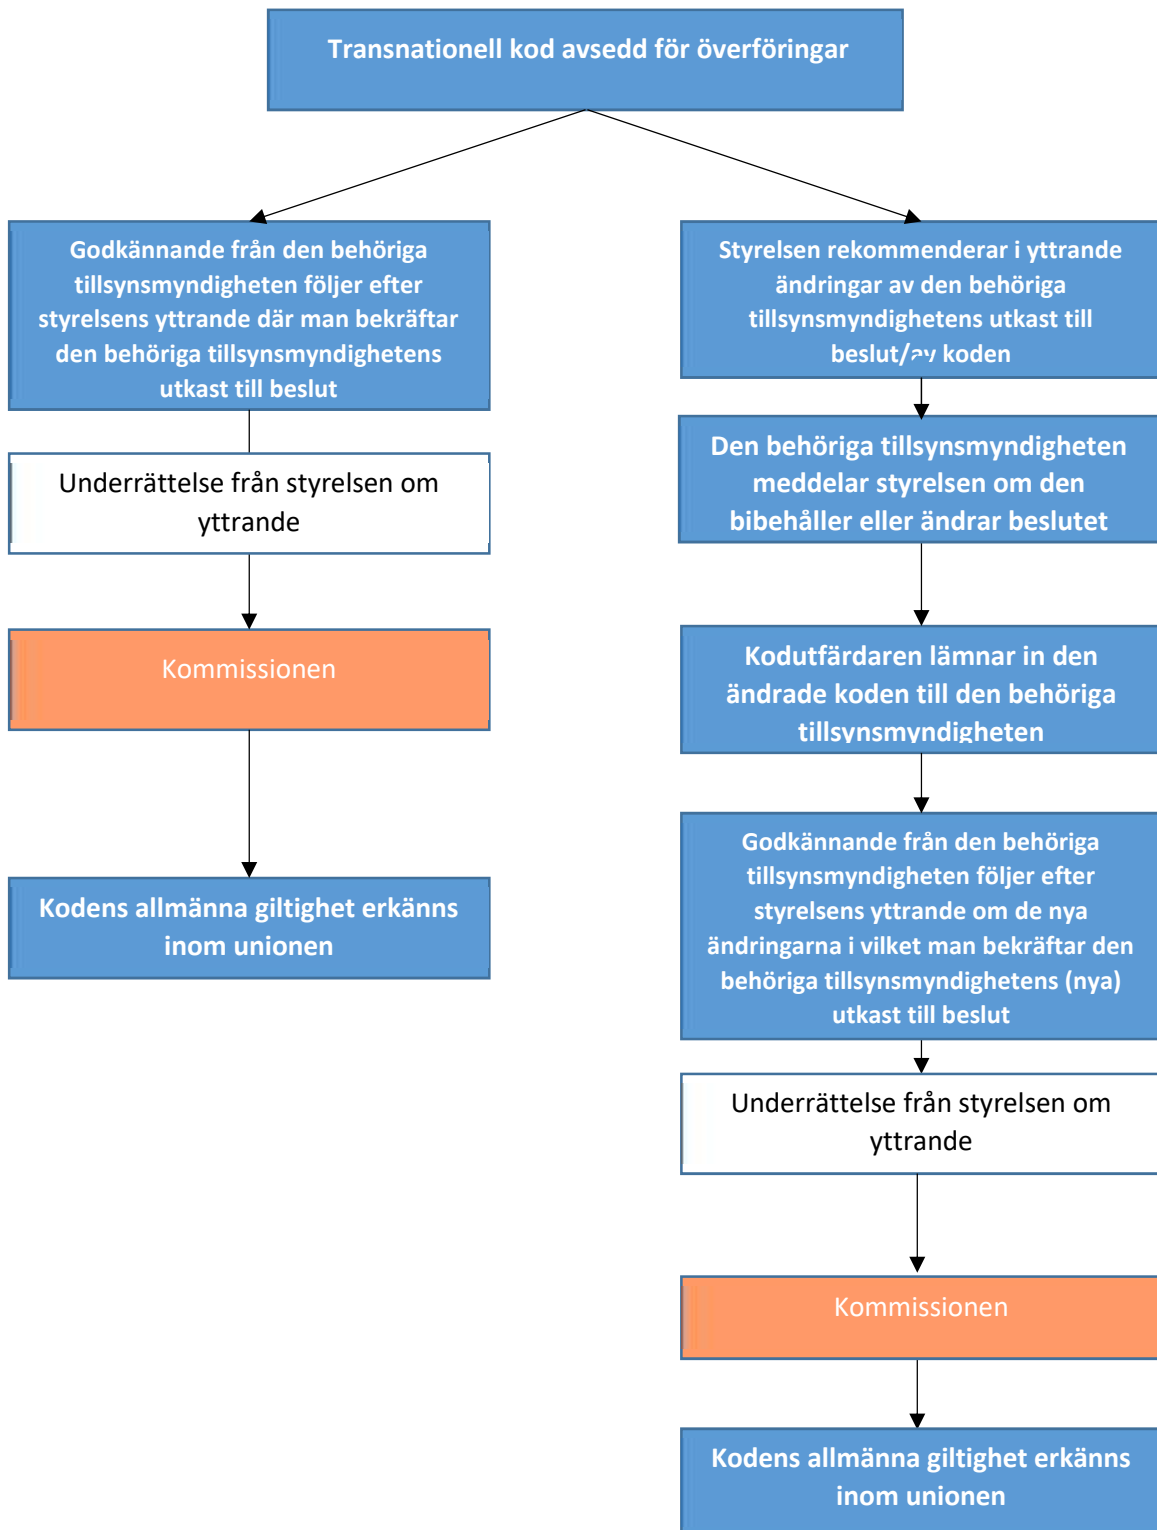 Transnationell kod avsedd för överföringar
Godkännande från den behöriga
tillsynsmyndigheten följer efter
styrelsens yttrande där man bekräftar
den behöriga tillsynsmyndighetens
utkast till beslut
Underrättelse från styrelsen om
yttrande
Kommissionen
Kodens allmänna giltighet erkänns
inom unionen
Styrelsen rekommenderar i yttrande
ändringar av den behöriga
tillsynsmyndighetens utkast till
beslut/av koden
Den behöriga tillsynsmyndigheten
meddelar styrelsen om den
bibehåller eller ändrar beslutet
Kodutfärdaren lämnar in den
ändrade koden till den behöriga
tillsynsmyndigheten
Godkännande från den behöriga
tillsynsmyndigheten följer efter
styrelsens yttrande om de nya
ändringarna i vilket man bekräftar den
behöriga tillsynsmyndighetens (nya)
utkast till beslut
Underrättelse från styrelsen om
yttrande
Kommissionen
Kodens allmänna giltighet erkänns
inom unionen